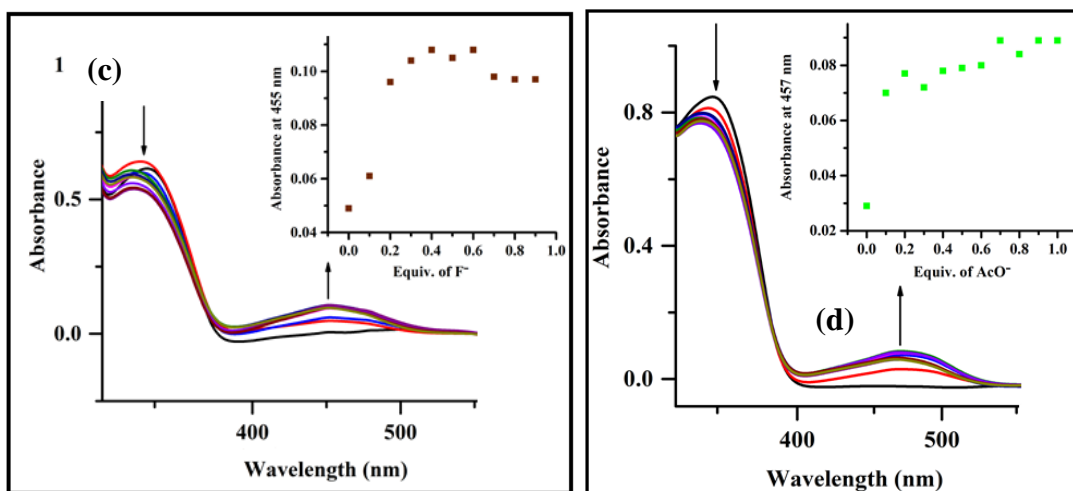 1
(c)
0.5
0.0
Absorbance
400
500
Wavelength (nm)
0.10
0.08
0.06
0.04
Absorbance at 455 nm
0.0 0.2 0.4 0.6 0.8 1.0
Equiv. of F⁻
(d)
0.8
0.4
0.0
Absorbance
400
500
Wavelength (nm)
0.08
0.06
0.04
0.02
Absorbance at 457 nm
0.0 0.2 0.4 0.6 0.8 1.0
Equiv. of AcO⁻